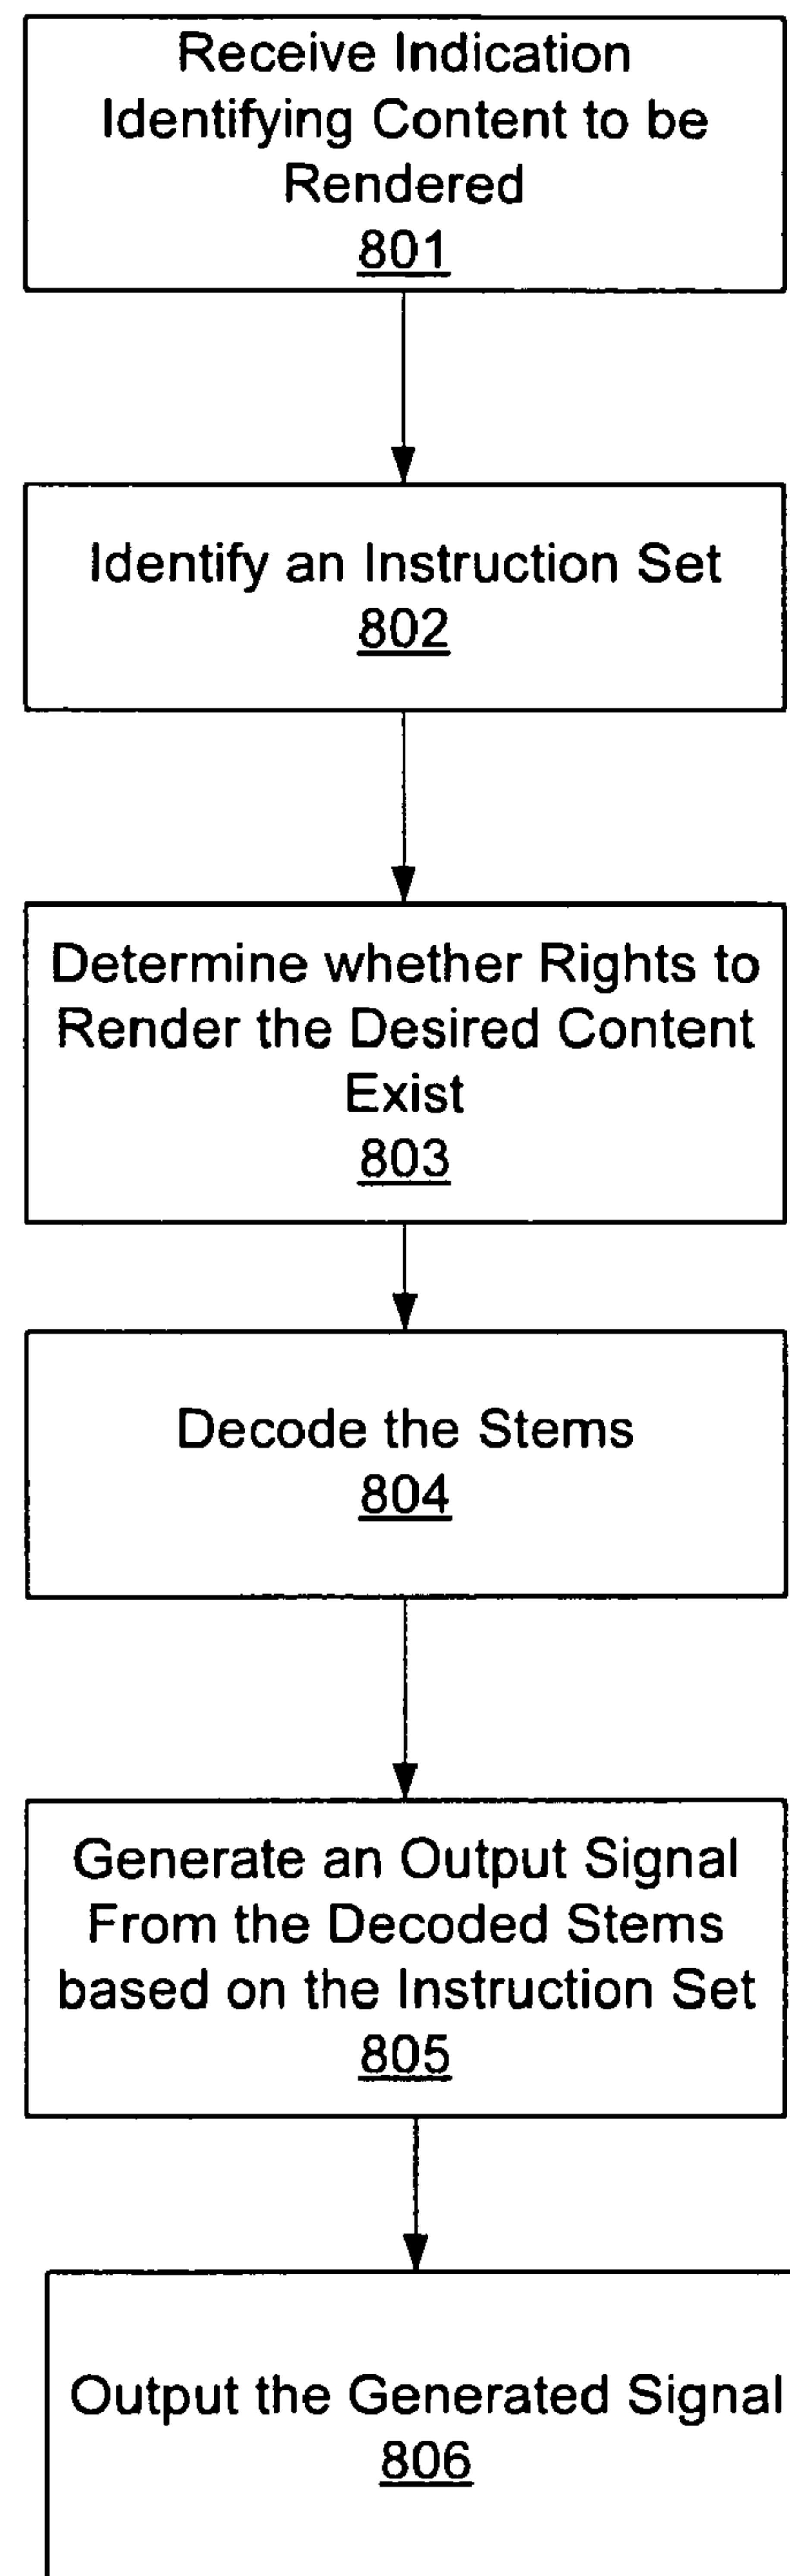 Receive Indication
Identifying Content to be
Rendered
801
Identify an Instruction Set
802
Determine whether Rights to
Render the Desired Content
Exist
803
Decode the Stems
804
Generate an Output Signal
From the Decoded Stems
based on the Instruction Set
805
Output the Generated Signal
806